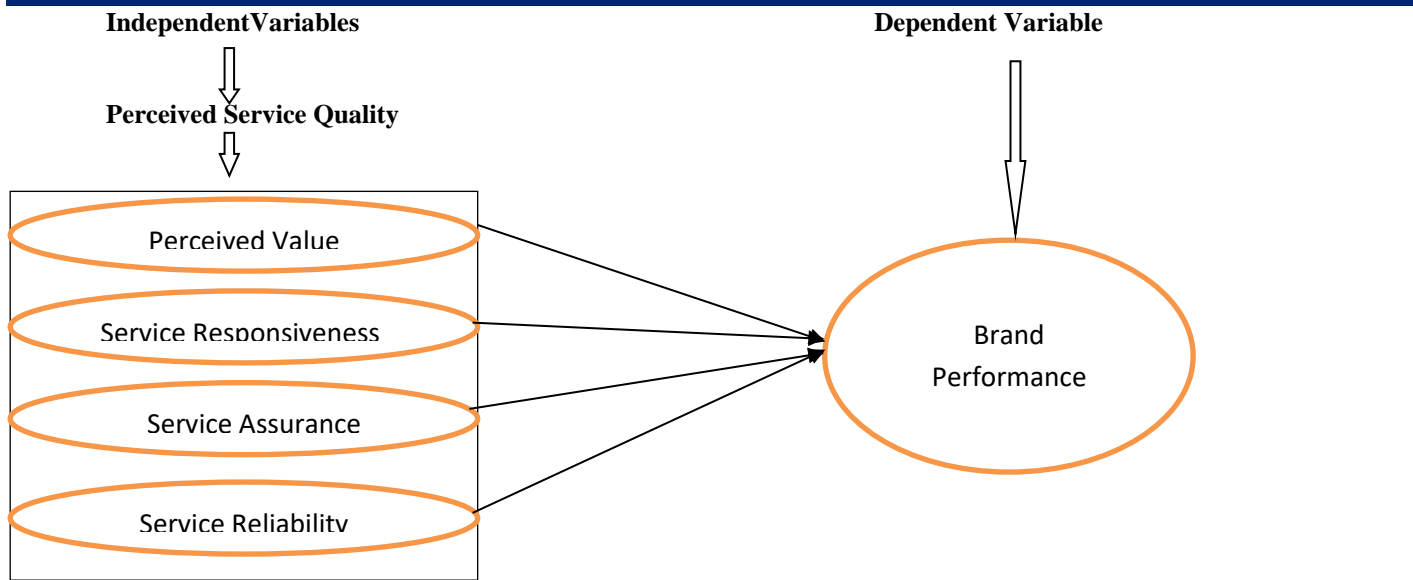 IndependentVariables
Dependent Variable
Perceived Service Quality
Perceived Value
Service Responsiveness
Service Assurance
Service Reliability
Brand
Performance